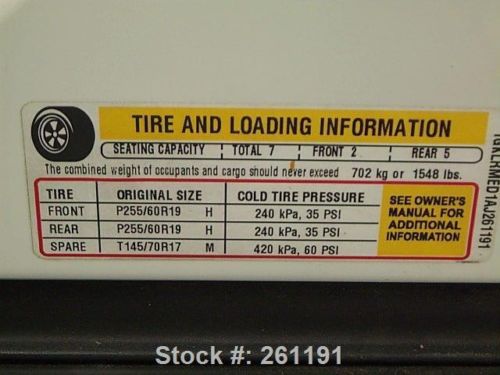 TIRE AND LOADING INFORMATION
SEATING CAPACITY TOTAL 7 FRONT 2 REAR 5
The combined weight of occupants and cargo should never exceed 702 kg or 1548 lbs.
TIRE ORIGINAL SIZE COLD TIRE PRESSURE
FRONT P255/60R19 H 240 kPa, 35 PSI
REAR P255/60R19 H 240 kPa, 35 PSI
SPARE T145/70R17 M 420 kPa, 60 PSI
SEE OWNER'S
MANUAL FOR
ADDITIONAL
INFORMATION
Stock #: 261191